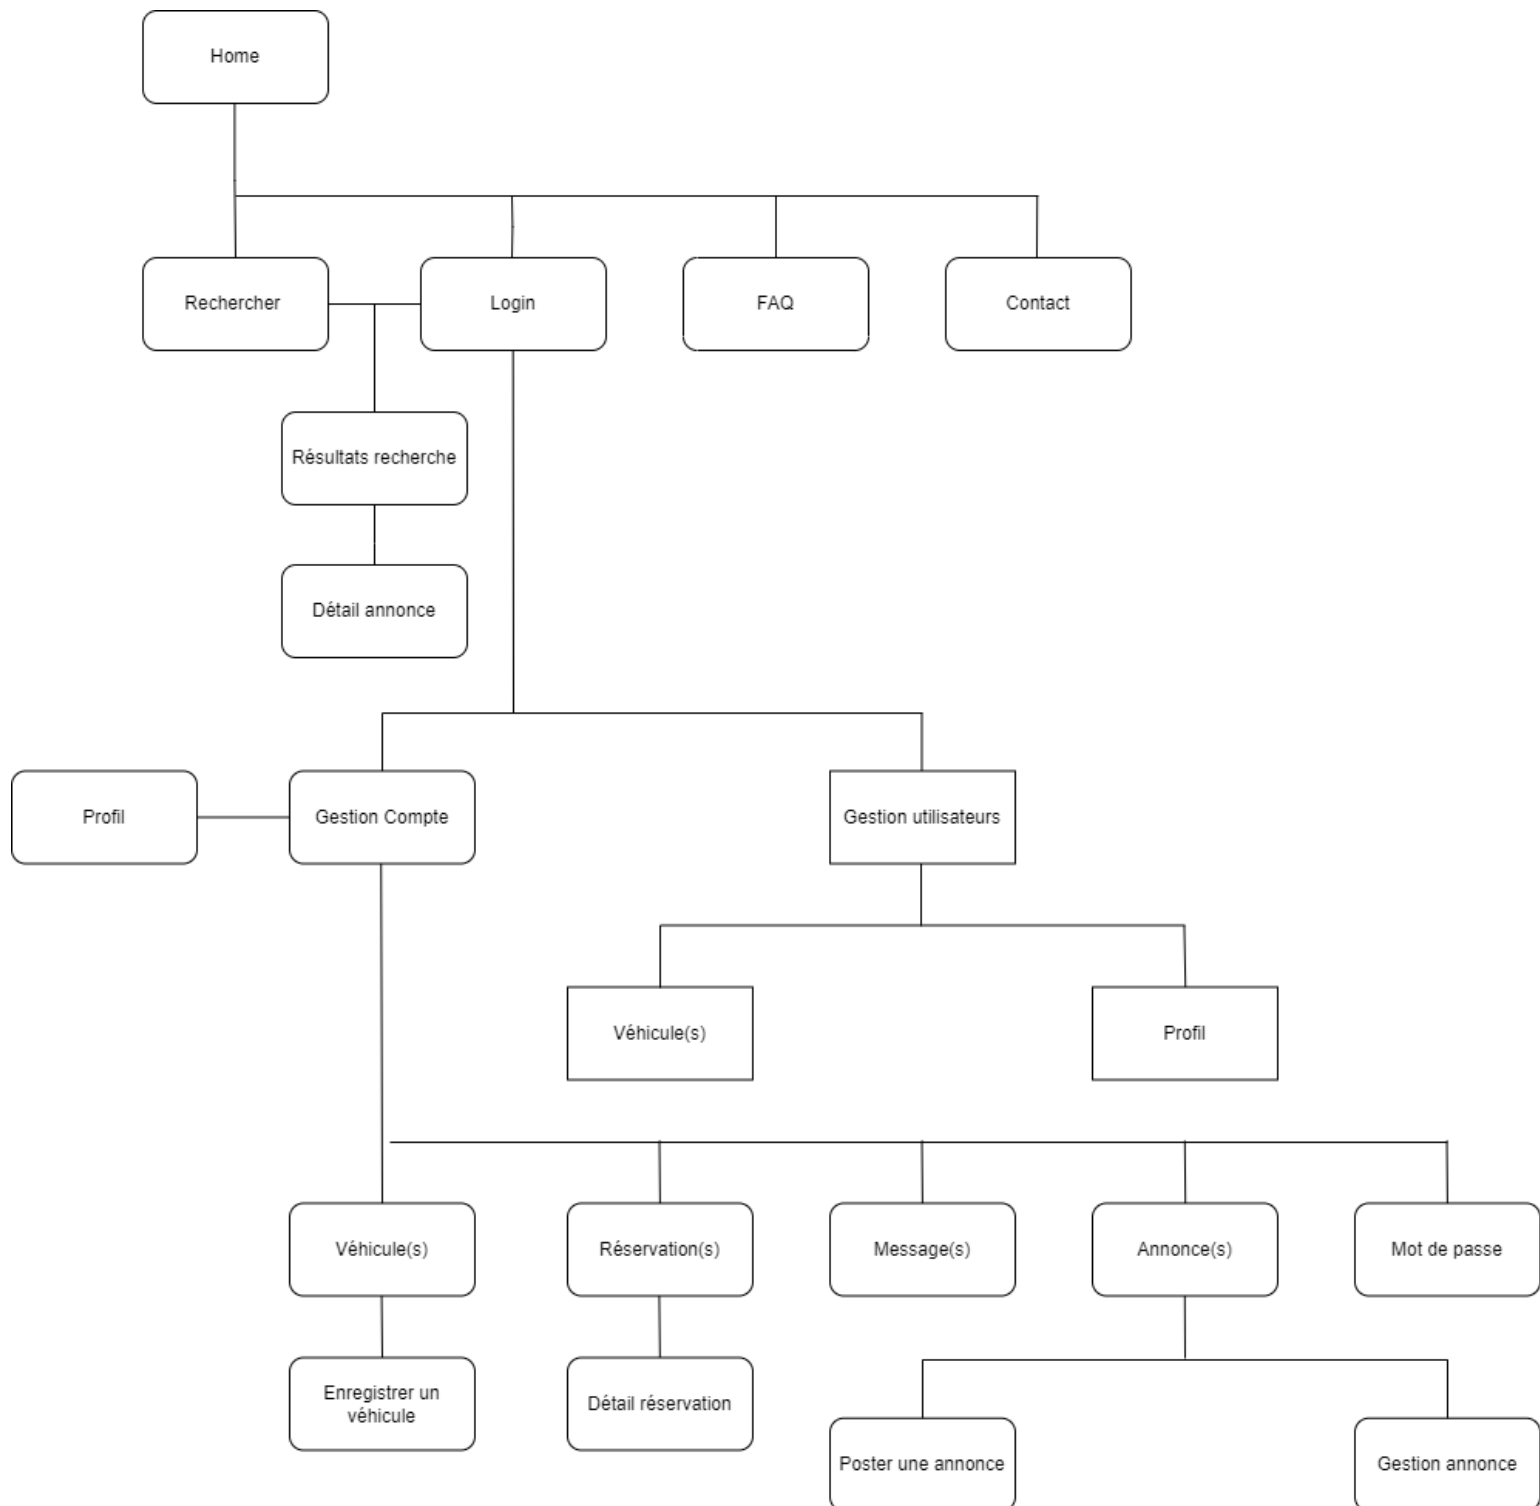 Home
Rechercher
Login
FAQ
Contact
Résultats recherche
Détail annonce
Profil
Gestion Compte
Gestion utilisateurs
Véhicule(s)
Profil
Véhicule(s)
Réservation(s)
Message(s)
Annonce(s)
Mot de passe
Enregistrer un
véhicule
Détail réservation
Poster une annonce
Gestion annonce